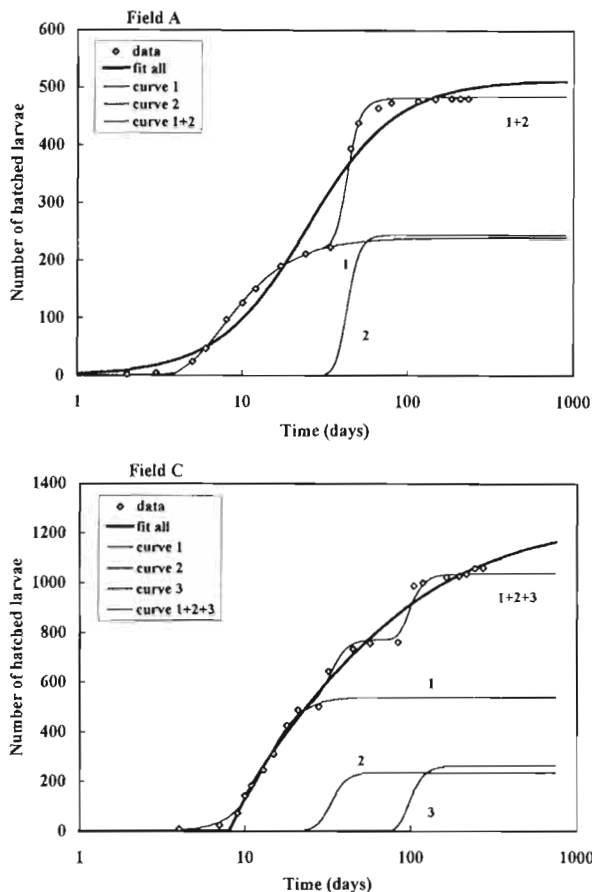 Field A
600
500
400
300
200
100
0
Number of hatched larvae
data
fit all
curve 1
curve 2
curve 1+2
1+2
1
2
1
10
100
1000
Time (days)
Field C
1400
1200
1000
800
600
400
200
0
Number of hatched larvae
data
fit all
curve 1
curve 2
curve 3
curve 1+2+3
1+2+3
1
2
3
1
10
100
1000
Time (days)